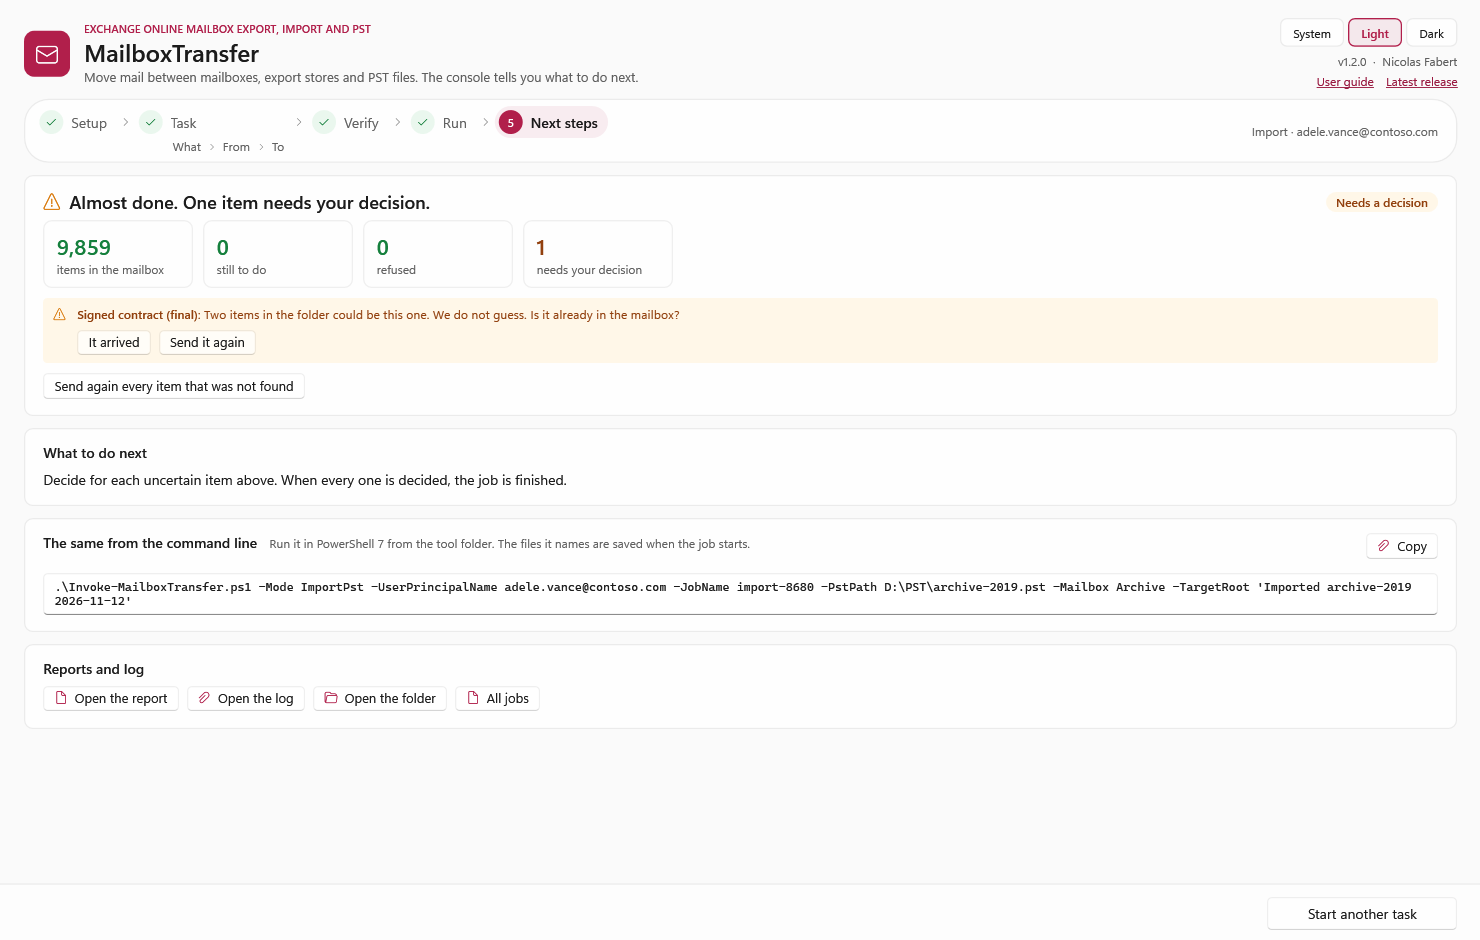 EXCHANGE ONLINE MAILBOX EXPORT, IMPORT AND PST
MailboxTransfer
Move mail between mailboxes, export stores and PST files. The console tells you what to do next.
System
Light
Dark
v1.2.0 · Nicolas Fabert
User guide
Latest release
Setup
Task
Verify
Run
5 Next steps
What
From
To
Import · adele.vance@contoso.com
Almost done. One item needs your decision.
Needs a decision
9,859
items in the mailbox
0
still to do
0
refused
1
needs your decision
Signed contract (final): Two items in the folder could be this one. We do not guess. Is it already in the mailbox?
It arrived
Send it again
Send again every item that was not found
What to do next
Decide for each uncertain item above. When every one is decided, the job is finished.
The same from the command line
Run it in PowerShell 7 from the tool folder. The files it names are saved when the job starts.
Copy
.\Invoke-MailboxTransfer.ps1 -Mode ImportPst -UserPrincipalName adele.vance@contoso.com -JobName import-8680 -PstPath D:\PST\archive-2019.pst -Mailbox Archive -TargetRoot 'Imported archive-2019
2026-11-12'
Reports and log
Open the report
Open the log
Open the folder
All jobs
Start another task